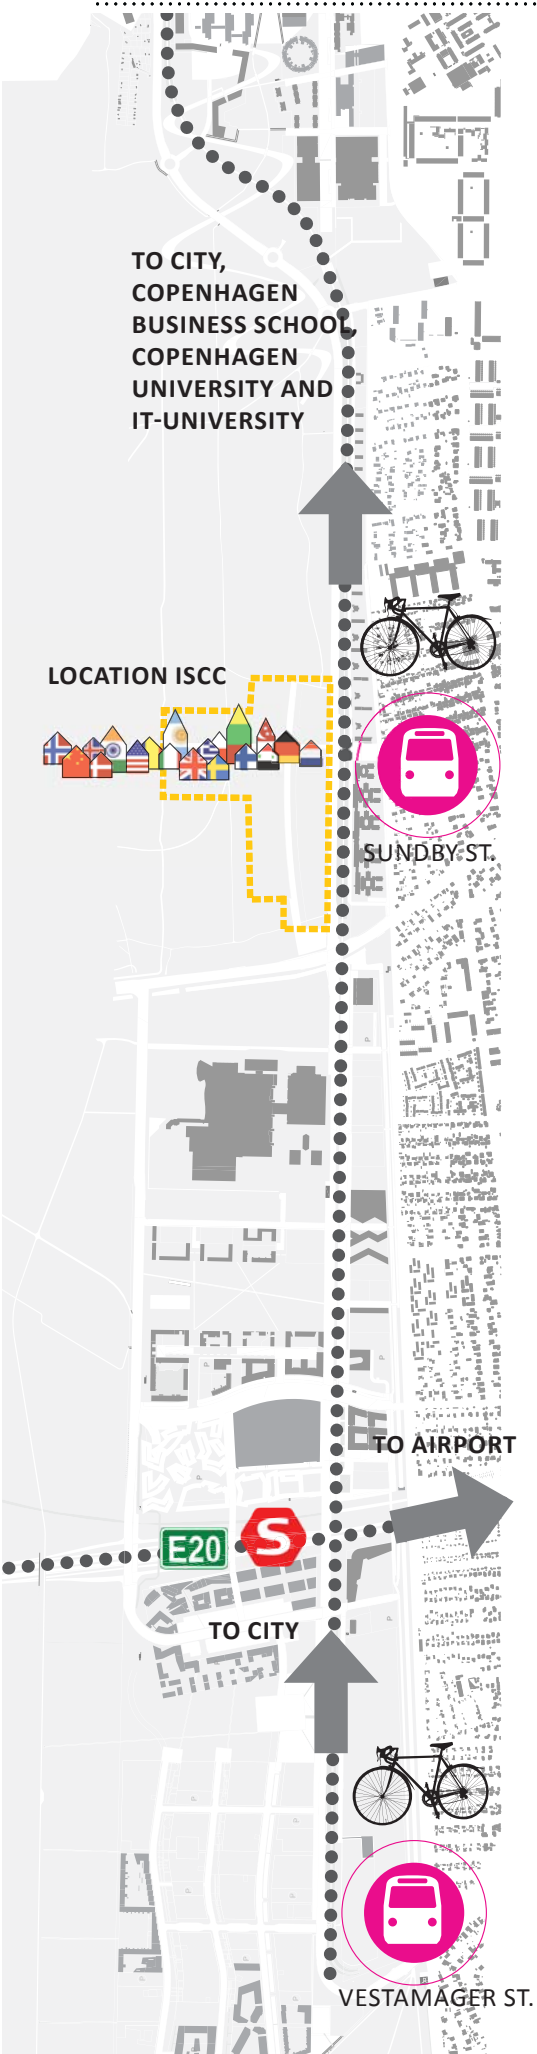 TO CITY,
COPENHAGEN
BUSINESS SCHOOL,
COPENHAGEN
UNIVERSITY AND
IT-UNIVERSITY
LOCATION ISCC
SUNDBY ST.
TO AIRPORT
E20
S
TO CITY
VESTAMAGER ST.